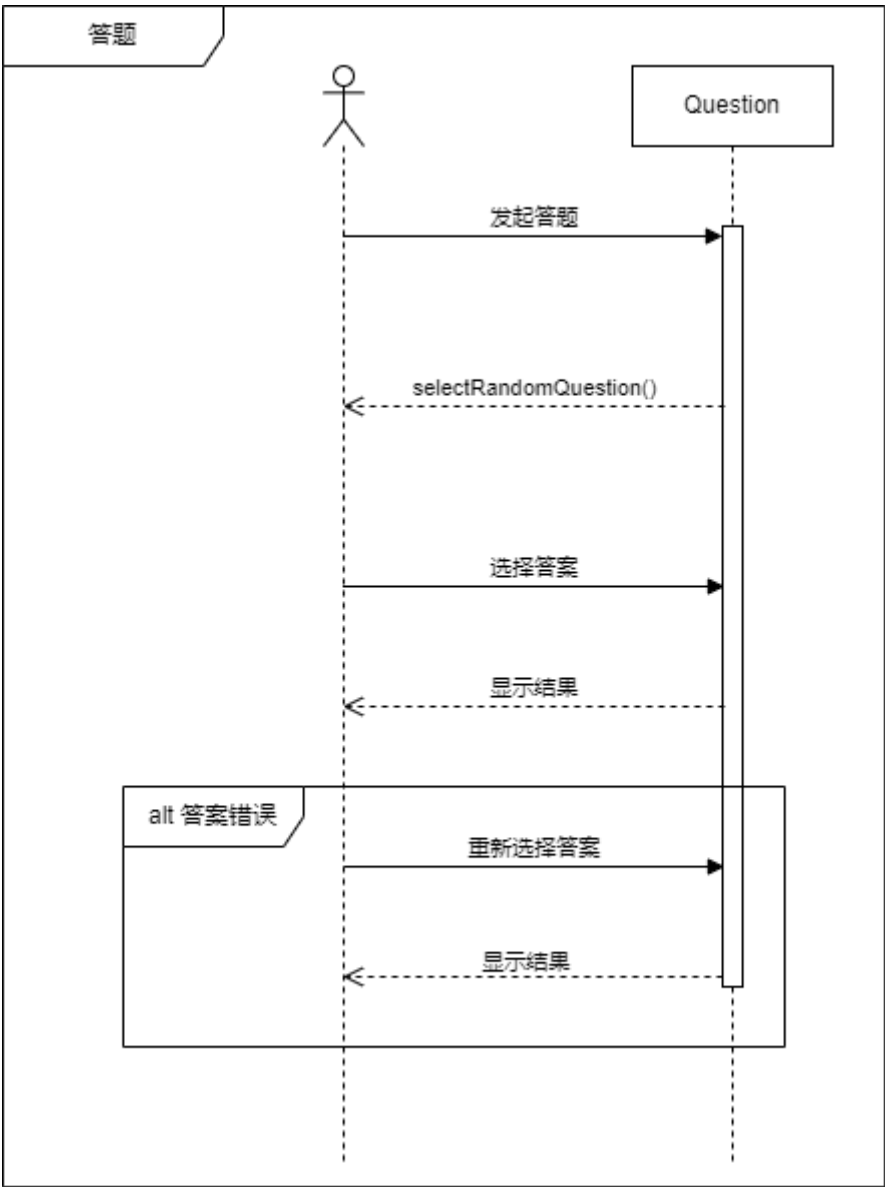 答题
Question
发起答题
selectRandomQuestion()
选择答案
显示结果
alt 答案错误
重新选择答案
显示结果